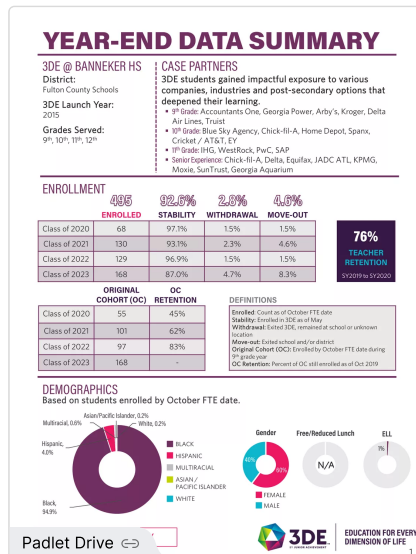 YEAR-END DATA SUMMARY
3DE @ BANNEKER HS
District:
Fulton County Schools
3DE Launch Year:
2015
Grades Served:
9th, 10th, 11th, 12th
CASE PARTNERS
3DE students gained impactful exposure to various
companies, industries and post-secondary options that
deepened their learning.
▪ 9th Grade: Accountants One, Georgia Power, Arby's, Kroger, Delta
Air Lines, Truist
▪ 10th Grade: Blue Sky Agency, Chick-fil-A, Home Depot, Spanx,
Cricket / AT&T, EY
▪ 11th Grade: IHG, WestRock, PwC, SAP
▪ Senior Experience: Chick-fil-A, Delta, Equifax, JADC ATL, KPMG,
Moxie, SunTrust, Georgia Aquarium
ENROLLMENT
495 92.6% 2.8% 4.6%
ENROLLED STABILITY WITHDRAWAL MOVE-OUT
Class of 2020 68 97.1% 1.5% 1.5%
Class of 2021 130 93.1% 2.3% 4.6%
Class of 2022 129 96.9% 1.5% 1.5%
Class of 2023 168 87.0% 4.7% 8.3%
76%
TEACHER
RETENTION
SY2019 to SY2020
ORIGINAL OC
COHORT (OC) RETENTION
Class of 2020 55 45%
Class of 2021 101 62%
Class of 2022 97 83%
Class of 2023 168 -
DEFINITIONS
Enrolled: Count as of October FTE date
Stability: Enrolled in 3DE as of May
Withdrawal: Exited 3DE, remained at school or unknown
location
Move-out: Exited school and/or district
Original Cohort (OC): Enrolled by October FTE date during
9th grade year
OC Retention: Percent of OC still enrolled as of Oct 2019
DEMOGRAPHICS
Based on students enrolled by October FTE date.
Asian/Pacific Islander, 0.2%
Multiracial, 0.6%
White, 0.2%
Hispanic,
4.0%
Black,
94.9%
BLACK
HISPANIC
MULTIRACIAL
ASIAN /
PACIFIC ISLANDER
WHITE
Gender
40%
60%
FEMALE
MALE
Free/Reduced Lunch
N/A
ELL
1%
Padlet Drive
3DE
EDUCATION FOR EVERY
DIMENSION OF LIFE
1